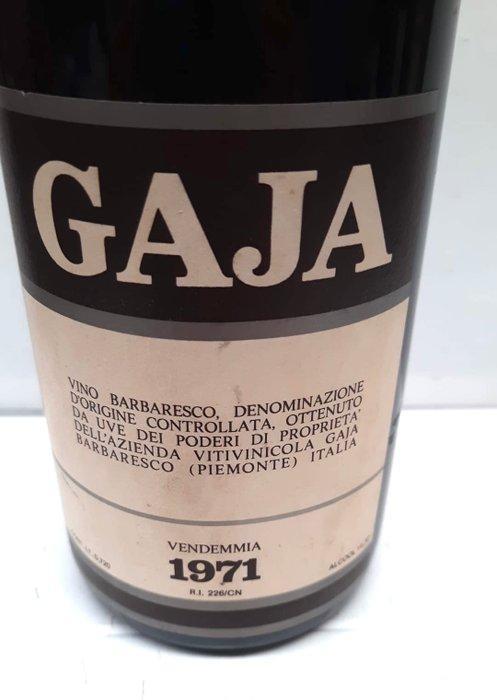 GAJA
VINO BARBARESCO, DENOMINAZIONE
D'ORIGINE CONTROLLATA, OTTENUTO
DA UVE DEI PODERI DI PROPRIETA'
DELL'AZIENDA VITIVINICOLA GAJA
BARBARESCO (PIEMONTE) ITALIA
VENDEMMIA
1971
ALCOOL
R.I. 226/CN